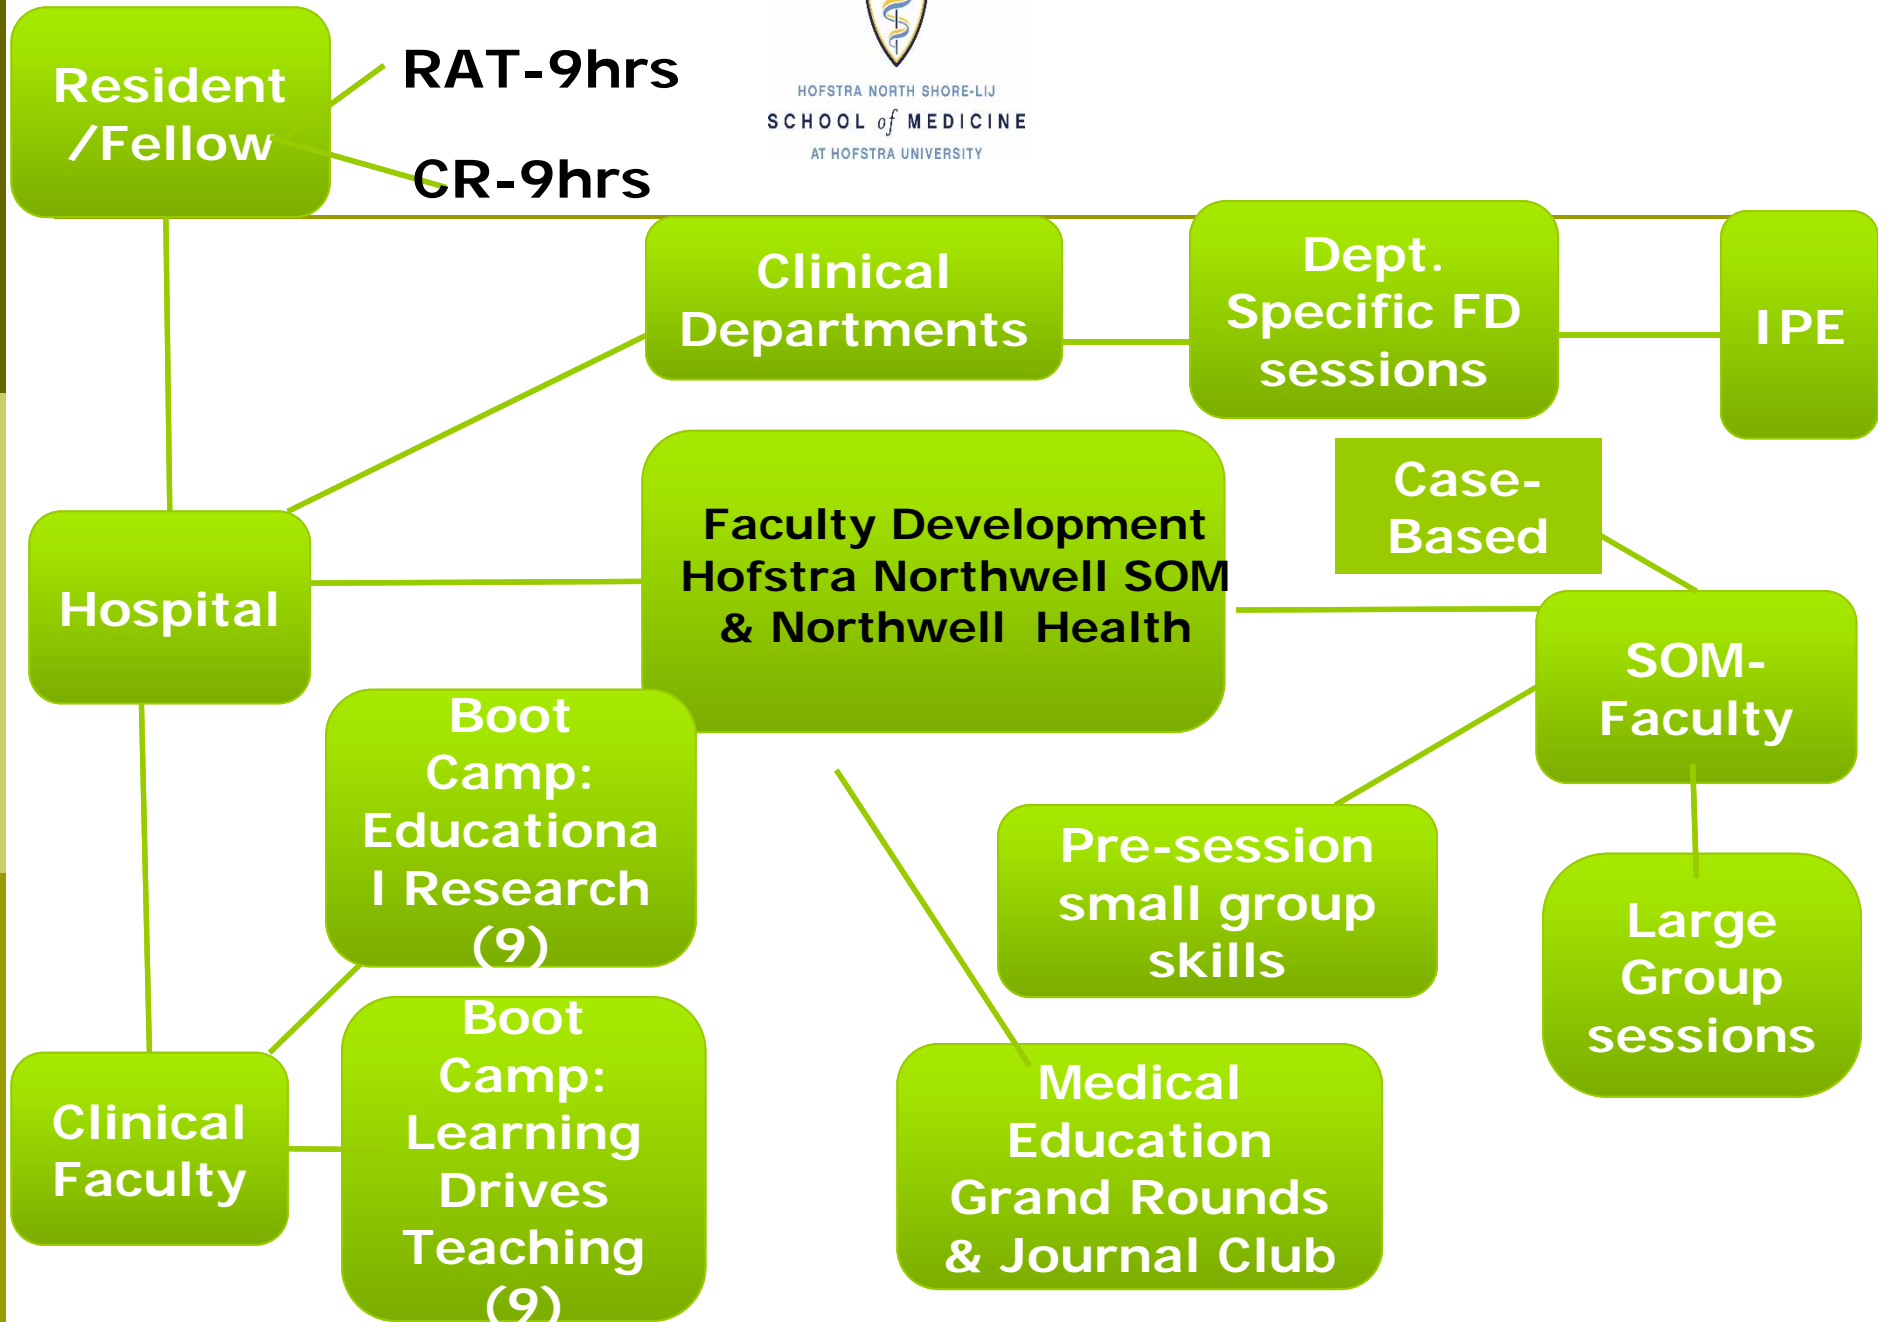 Resident
/Fellow
RAT-9hrs
CR-9hrs
HOFSTRA NORTH SHORE-LIJ
SCHOOL of MEDICINE
AT HOFSTRA UNIVERSITY
Clinical
Departments
Dept.
Specific FD
sessions
IPE
Case-
Based
Hospital
Faculty Development
Hofstra Northwell SOM
& Northwell Health
SOM-
Faculty
Boot
Camp:
Educationa
l Research
(9)
Pre-session
small group
skills
Large
Group
sessions
Clinical
Faculty
Boot
Camp:
Learning
Drives
Teaching
(9)
Medical
Education
Grand Rounds
& Journal Club